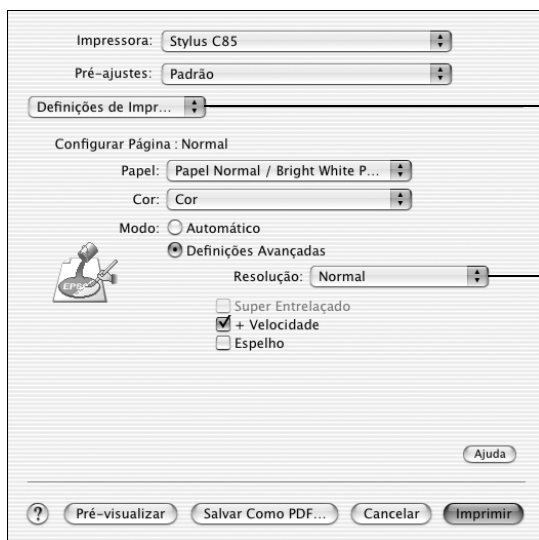 Impressora: Stylus C85
Pré-ajustes: Padrão
Definições de Impr...
Configurar Página : Normal
Papel: Papel Normal / Bright White P...
Cor: Cor
Modo: Automático
Definições Avançadas
EPSO
Resolução: Normal
Super Entrelaçado
+ Velocidade
Espelho
Ajuda
? Pré-visualizar Salvar Como PDF... Cancelar Imprimir